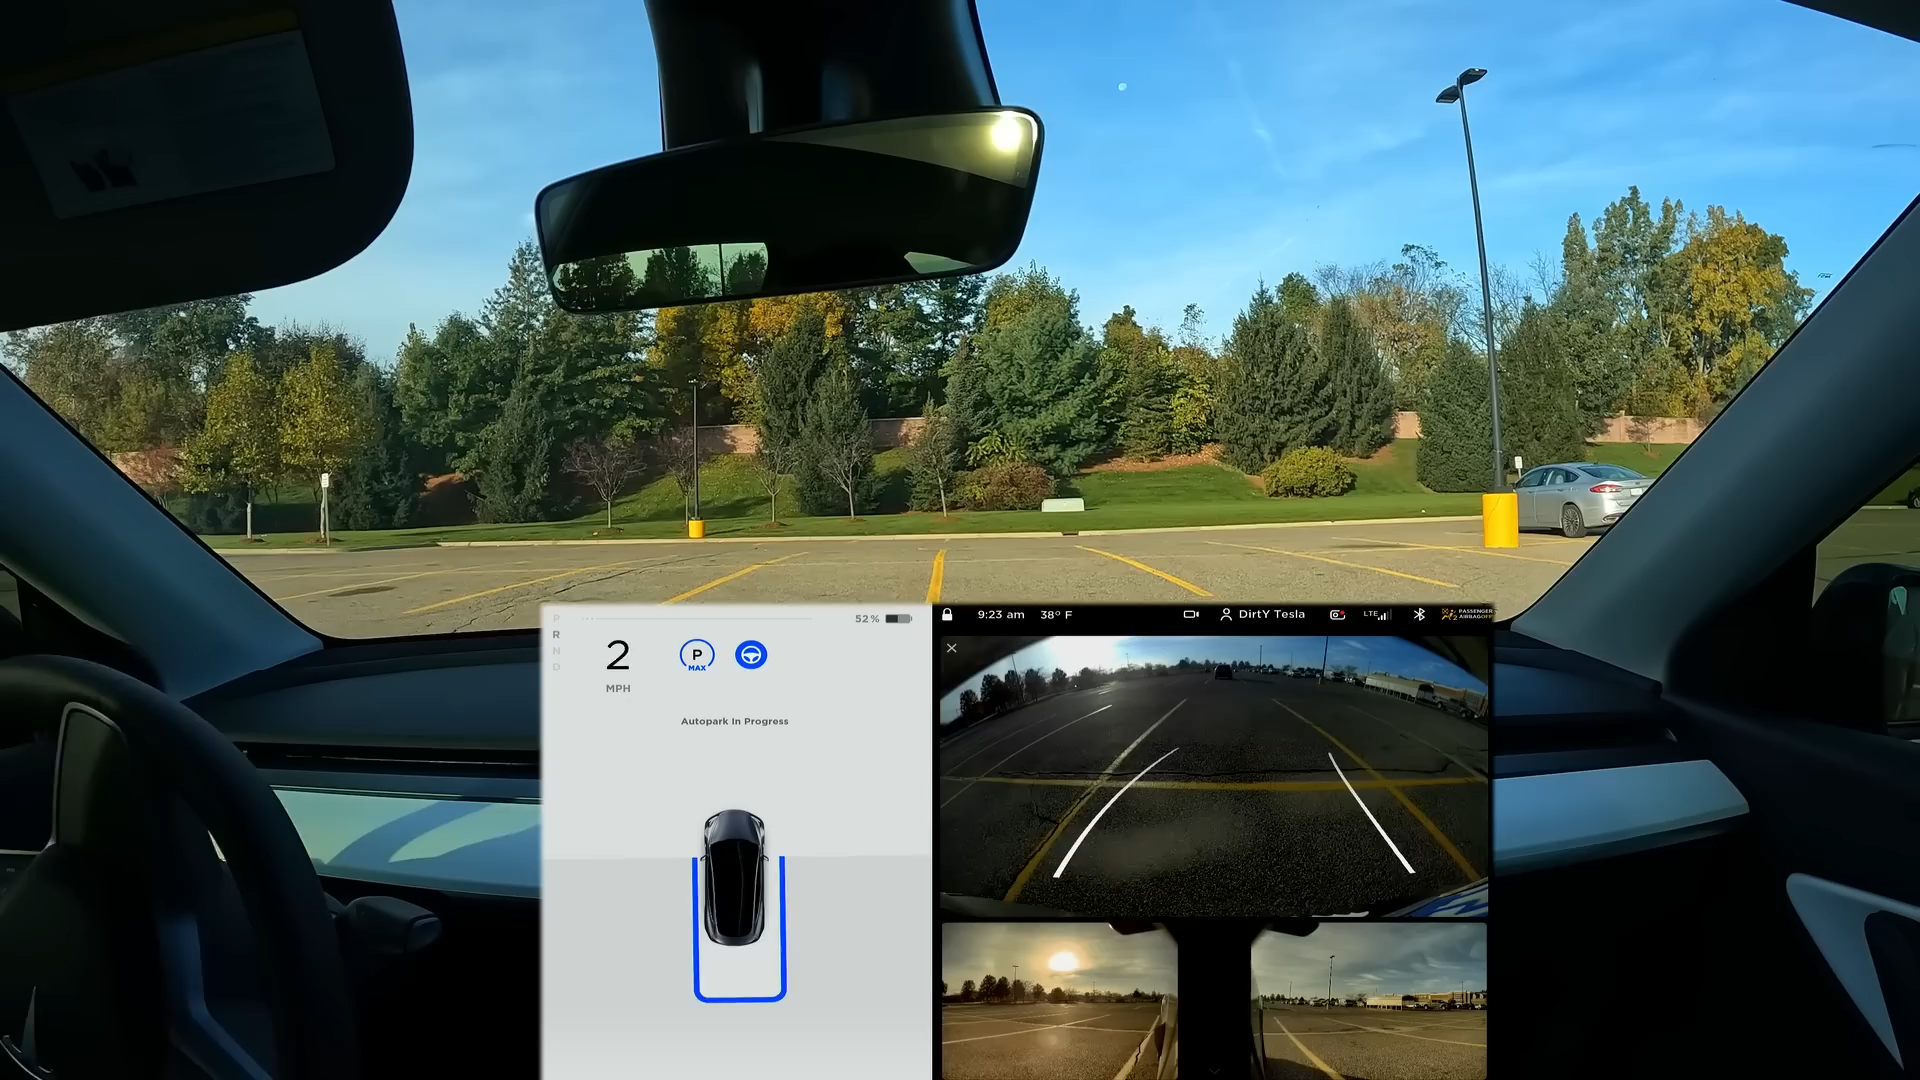 P
R
N
D
52%
2
MPH
P
MAX
Autopark In Progress
9:23 am 38° F
DirtY Tesla
LTE
PASSENGER
AIRBAG OFF